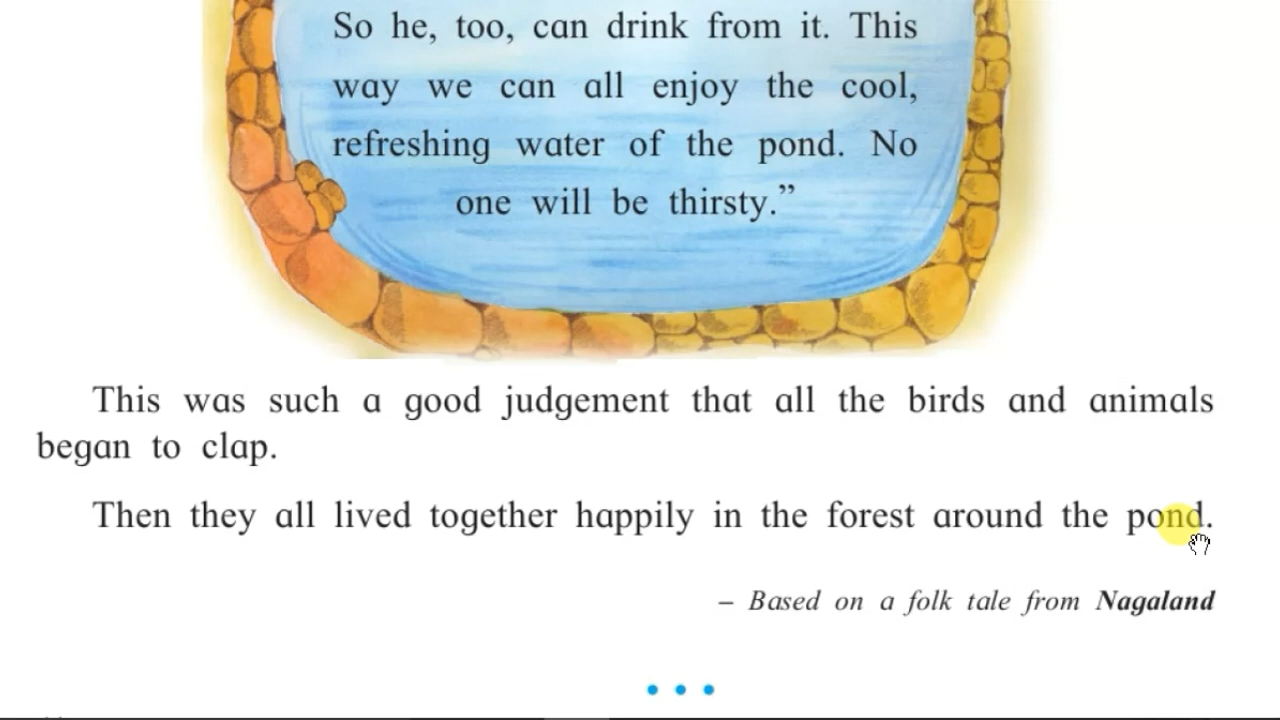 So he, too, can drink from it. This
way we can all enjoy the cool,
refreshing water of the pond. No
one will be thirsty.”
This was such a good judgement that all the birds and animals
began to clap.
Then they all lived together happily in the forest around the pond.
– Based on a folk tale from Nagaland